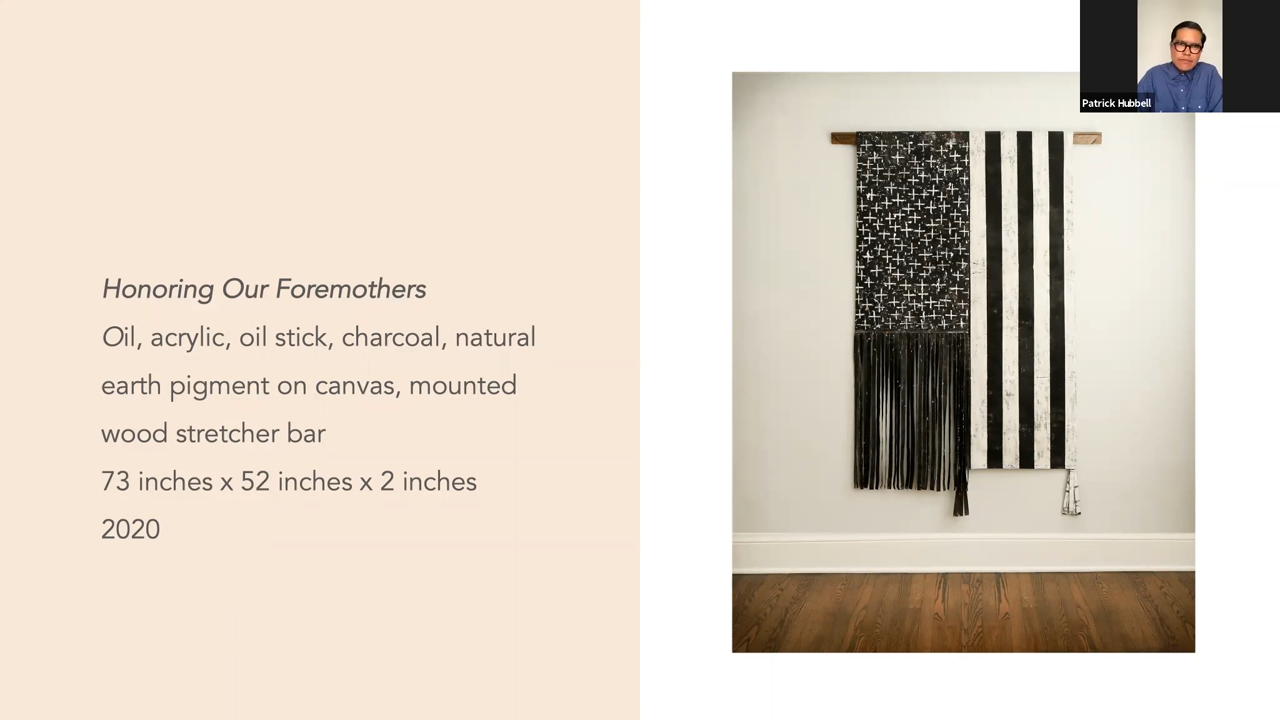 Honoring Our Foremothers
Oil, acrylic, oil stick, charcoal, natural
earth pigment on canvas, mounted
wood stretcher bar
73 inches x 52 inches x 2 inches
2020
Patrick Hubbell